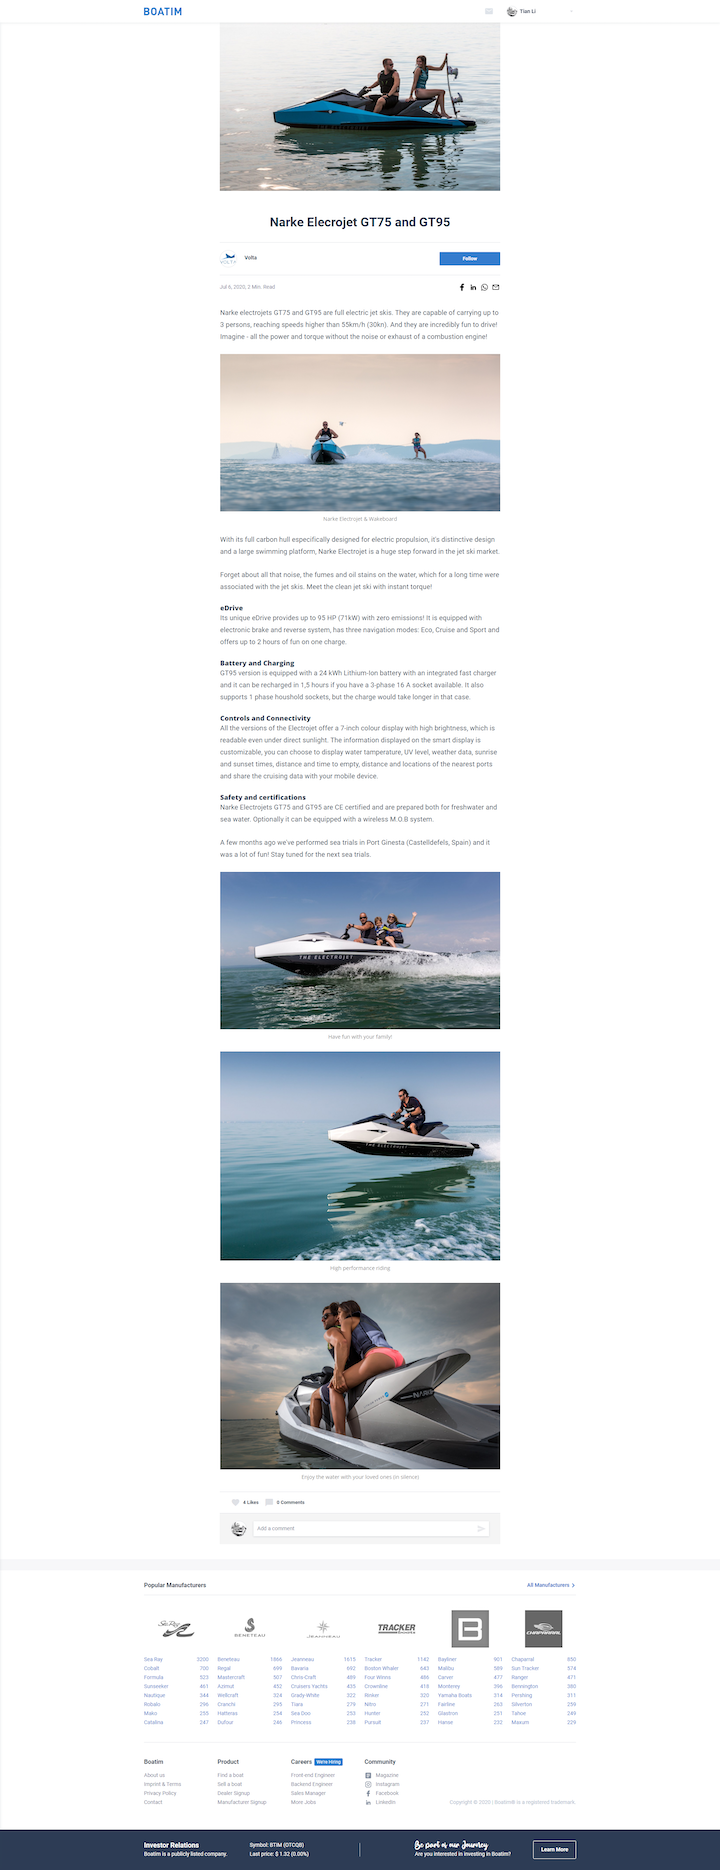 BOATIM
Tian Li
Narke Elecrojet GT75 and GT95
VOLT
Volta
Follow
Jul 6, 2020, 2 Min. Read
Narke electrojets GT75 and GT95 are full electric jet skis. They are capable of carrying up to
3 persons, reaching speeds higher than 55km/h (30kn). And they are incredibly fun to drive!
Imagine - all the power and torque without the noise or exhaust of a combustion engine!
Narke Electrojet & Wakeboard
With its full carbon hull especifically designed for electric propulsion, it's distinctive design
and a large swimming platform, Narke Electrojet is a huge step forward in the jet ski market.
Forget about all that noise, the fumes and oil stains on the water, which for a long time were
associated with the jet skis. Meet the clean jet ski with instant torque!
eDrive
Its unique eDrive provides up to 95 HP (71kW) with zero emissions! It is equipped with
electronic brake and reverse system, has three navigation modes: Eco, Cruise and Sport and
offers up to 2 hours of fun on one charge.
Battery and Charging
GT95 version is equipped with a 24 kWh Lithium-Ion battery with an integrated fast charger
and it can be recharged in 1,5 hours if you have a 3-phase 16 A socket available. It also
supports 1 phase houshold sockets, but the charge would take longer in that case.
Controls and Connectivity
All the versions of the Electrojet offer a 7-inch colour display with high brightness, which is
readable even under direct sunlight. The information displayed on the smart display is
customizable, you can choose to display water tamperature, UV level, weather data, sunrise
and sunset times, distance and time to empty, distance and locations of the nearest ports
and share the cruising data with your mobile device.
Safety and certifications
Narke Electrojets GT75 and GT95 are CE certified and are prepared both for freshwater and
sea water. Optionally it can be equipped with a wireless M.O.B system.
A few months ago we've performed sea trials in Port Ginesta (Castelldefels, Spain) and it
was a lot of fun! Stay tuned for the next sea trials.
THE ELECTROJET
Have fun with your family!
THE ELECTROJET
High performance riding
NARKE
Enjoy the water with your loved ones (in silence)
4 Likes 0 Comments
Add a comment
Popular Manufacturers All Manufacturers
Sea Ray BENETEAU JEANNEAU TRACKER BOATS B CHAPARRAL
Sea Ray 3200 Beneteau 1866 Jeanneau 1615 Tracker 1142 Bayliner 901 Chaparral 850
Cobalt 700 Regal 699 Bavaria 692 Boston Whaler 643 Malibu 589 Sun Tracker 574
Formula 523 Mastercraft 507 Chris-Craft 489 Four Winns 486 Carver 477 Ranger 471
Sunseeker 461 Azimut 452 Cruisers Yachts 435 Crownline 419 Monterey 396 Bennington 380
Nautique 344 Wellcraft 324 Grady-White 322 Rinker 320 Yamaha Boats 314 Pershing 311
Robalo 296 Cranchi 295 Tiara 279 Nitro 271 Fairline 263 Silverton 259
Mako 255 Hatteras 254 Sea Doo 253 Hunter 252 Glastron 251 Tahoe 249
Catalina 247 Dufour 246 Princess 238 Pursuit 237 Hanse 232 Maxum 229
Boatim Product Careers We're Hiring Community
About us Find a boat Front-end Engineer Magazine
Imprint & Terms Sell a boat Backend Engineer Instagram
Privacy Policy Dealer Signup Sales Manager Facebook
Contact Manufacturer Signup More Jobs LinkedIn
Copyright © 2020 | Boatim® is a registered trademark.
Investor Relations
Boatim is a publicly listed company.
Symbol: BTIM (OTCQB)
Last price: $ 1.32 (0.00%)
Be part of our Journey
Are you interested in investing in Boatim?
Learn More